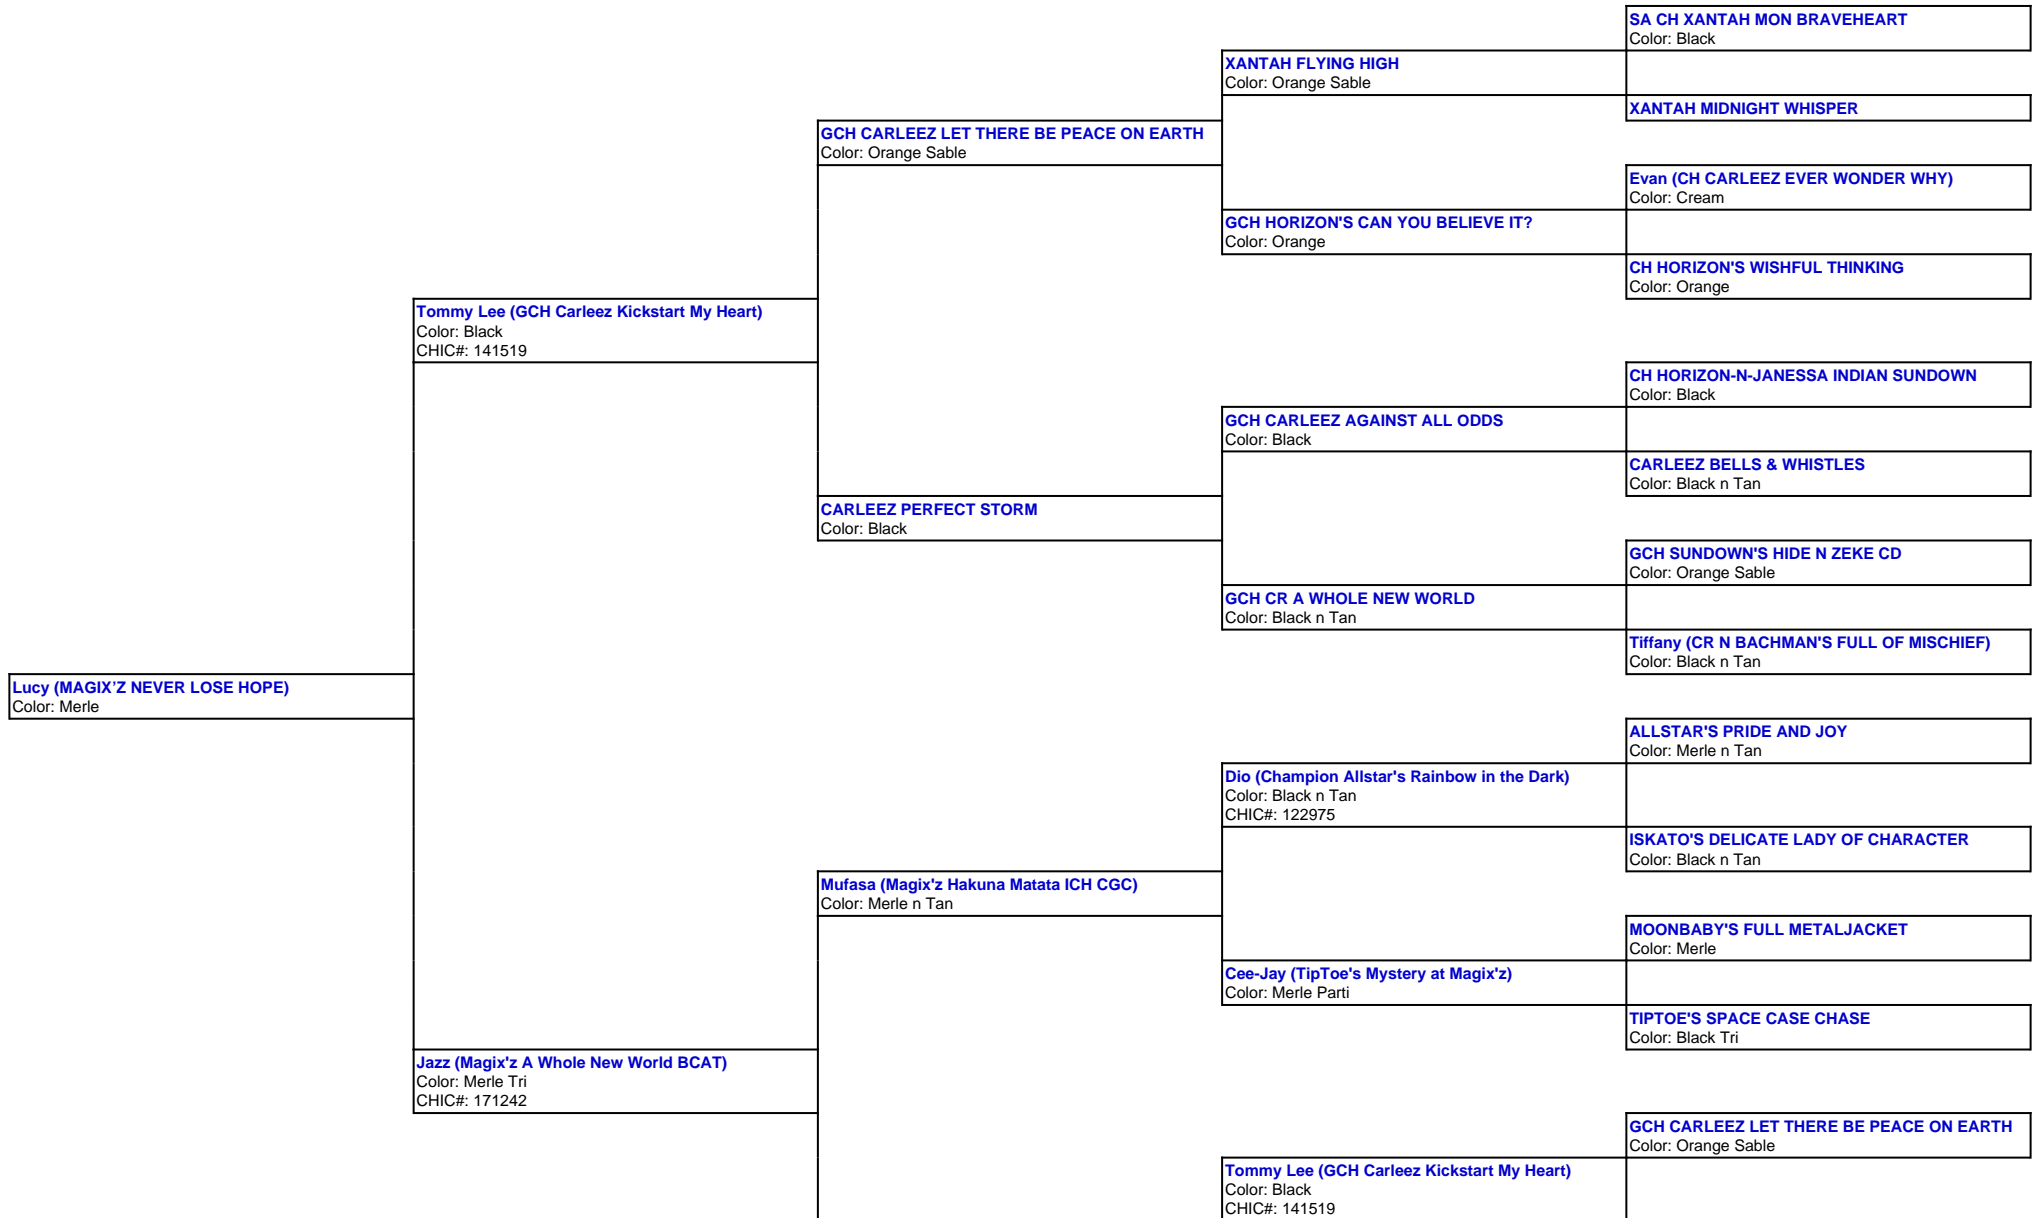 SA CH XANTAH MON BRAVEHEART
Color: Black
XANTAH FLYING HIGH
Color: Orange Sable
XANTAH MIDNIGHT WHISPER
GCH CARLEEZ LET THERE BE PEACE ON EARTH
Color: Orange Sable
Evan (CH CARLEEZ EVER WONDER WHY)
Color: Cream
GCH HORIZON'S CAN YOU BELIEVE IT?
Color: Orange
CH HORIZON'S WISHFUL THINKING
Color: Orange
Tommy Lee (GCH Carleez Kickstart My Heart)
Color: Black
CHIC#: 141519
CH HORIZON-N-JANESSA INDIAN SUNDOWN
Color: Black
GCH CARLEEZ AGAINST ALL ODDS
Color: Black
CARLEEZ BELLS & WHISTLES
Color: Black n Tan
CARLEEZ PERFECT STORM
Color: Black
GCH SUNDOWN'S HIDE N ZEKE CD
Color: Orange Sable
GCH CR A WHOLE NEW WORLD
Color: Black n Tan
Tiffany (CR N BACHMAN'S FULL OF MISCHIEF)
Color: Black n Tan
Lucy (MAGIX’Z NEVER LOSE HOPE)
Color: Merle
ALLSTAR'S PRIDE AND JOY
Color: Merle n Tan
Dio (Champion Allstar's Rainbow in the Dark)
Color: Black n Tan
CHIC#: 122975
ISKATO'S DELICATE LADY OF CHARACTER
Color: Black n Tan
Mufasa (Magix'z Hakuna Matata ICH CGC)
Color: Merle n Tan
MOONBABY'S FULL METALJACKET
Color: Merle
Cee-Jay (TipToe's Mystery at Magix'z)
Color: Merle Parti
TIPTOE'S SPACE CASE CHASE
Color: Black Tri
Jazz (Magix'z A Whole New World BCAT)
Color: Merle Tri
CHIC#: 171242
GCH CARLEEZ LET THERE BE PEACE ON EARTH
Color: Orange Sable
Tommy Lee (GCH Carleez Kickstart My Heart)
Color: Black
CHIC#: 141519